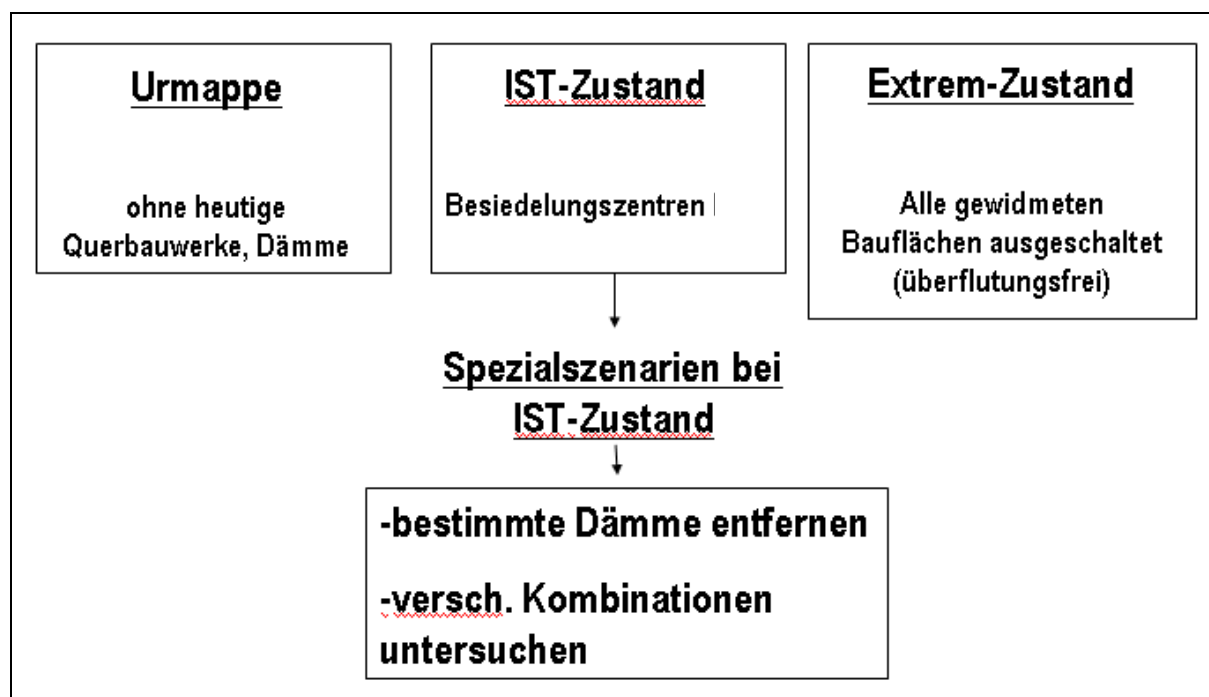 Urmappe
ohne heutige
Querbauwerke, Dämme
IST-Zustand
Besiedelungszentren
Extrem-Zustand
Alle gewidmeten
Bauflächen ausgeschaltet
(überflutungsfrei)
Spezialszenarien bei
IST-Zustand
-bestimmte Dämme entfernen
-versch. Kombinationen
untersuchen